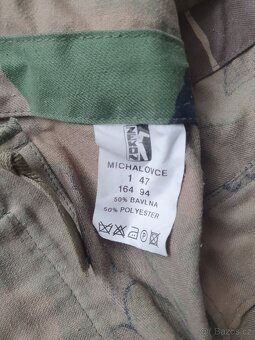 MICHALOVCE
1 47
164 94
50% BAVLNA
50% POLYESTER